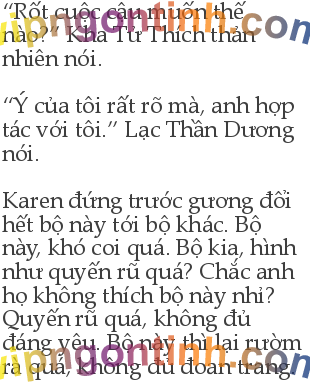 “Rốt cuộc cậu muốn thế
nào?” Kha Tử Thích thản
nhiên nói.
“Ý của tôi rất rõ mà, anh hợp
tác với tôi.” Lạc Thần Dương
nói.
Karen đứng trước gương đổi
hết bộ này tới bộ khác. Bộ
này, khó coi quá. Bộ kia, hình
như quyến rũ quá? Chắc anh
họ không thích bộ này nhỉ?
Quyến rũ quá, không đủ
đáng yêu. Bộ này thì lại rườm
rà quá, không đủ đoan trang.
vipngontinh.com
vipngontinh.com